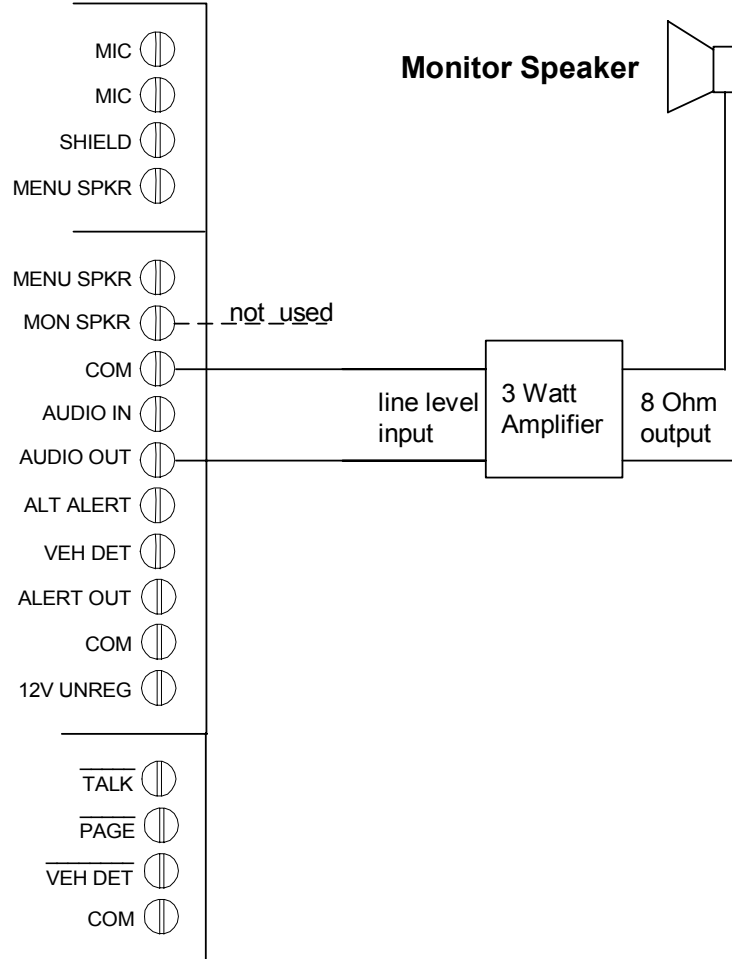 MIC
Monitor Speaker
MIC
SHIELD
MENU SPKR
MENU SPKR
MON SPKR
not used
COM
AUDIO IN
AUDIO OUT
line level
input
3 Watt
Amplifier
8 Ohm
output
ALT ALERT
VEH DET
ALERT OUT
COM
12V UNREG
TALK
PAGE
VEH DET
COM